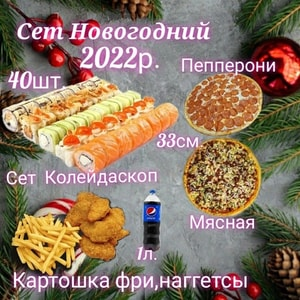 Сет Новогодний
2022р.
40шт
Пепперони
33см
Сет Колейдаскоп
Мясная
1л.
Картошка фри,наггетсы